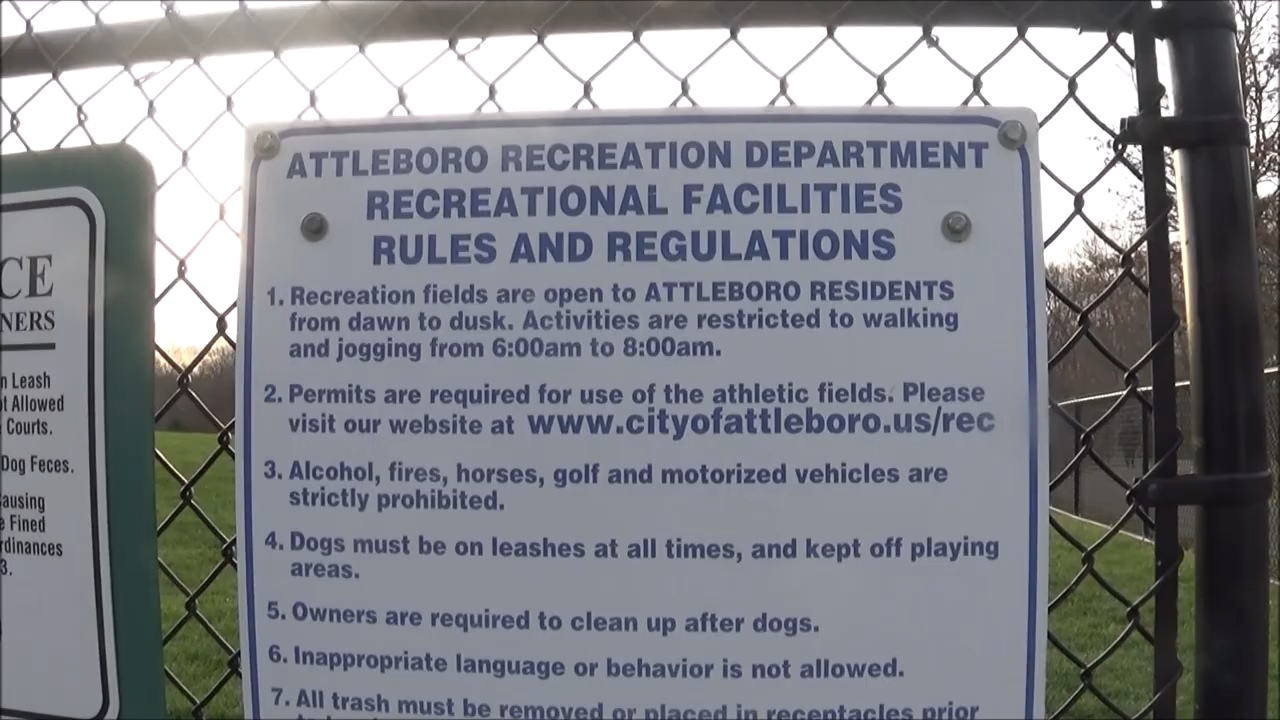 ATTLEBORO RECREATION DEPARTMENT
RECREATIONAL FACILITIES
RULES AND REGULATIONS
1. Recreation fields are open to ATTLEBORO RESIDENTS
from dawn to dusk. Activities are restricted to walking
and jogging from 6:00am to 8:00am.
2. Permits are required for use of the athletic fields. Please
visit our website at www.cityofattleboro.us/rec
3. Alcohol, fires, horses, golf and motorized vehicles are
strictly prohibited.
4. Dogs must be on leashes at all times, and kept off playing
areas.
5. Owners are required to clean up after dogs.
6. Inappropriate language or behavior is not allowed.
7. All trash must be removed or placed in receptacles prior
CE
NERS
n Leash
t Allowed
Courts.
Dog Feces.
ausing
e Fined
rdinances
3.